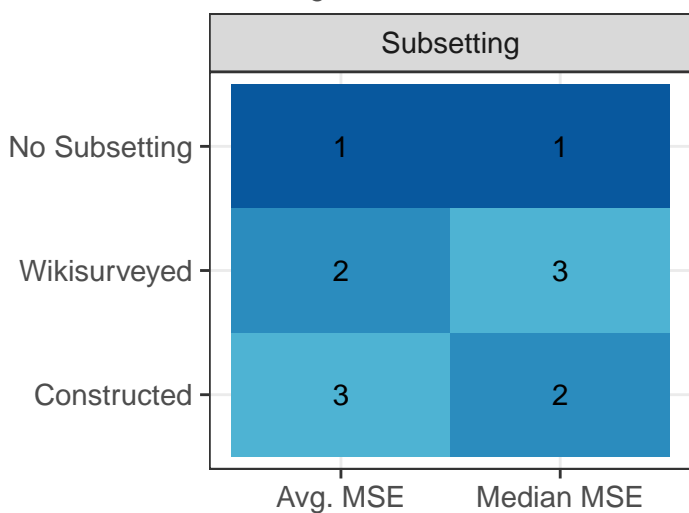 Subsetting
No Subsetting 1 1
Wikisurveyed 2 3
Constructed 3 2
Avg. MSE Median MSE